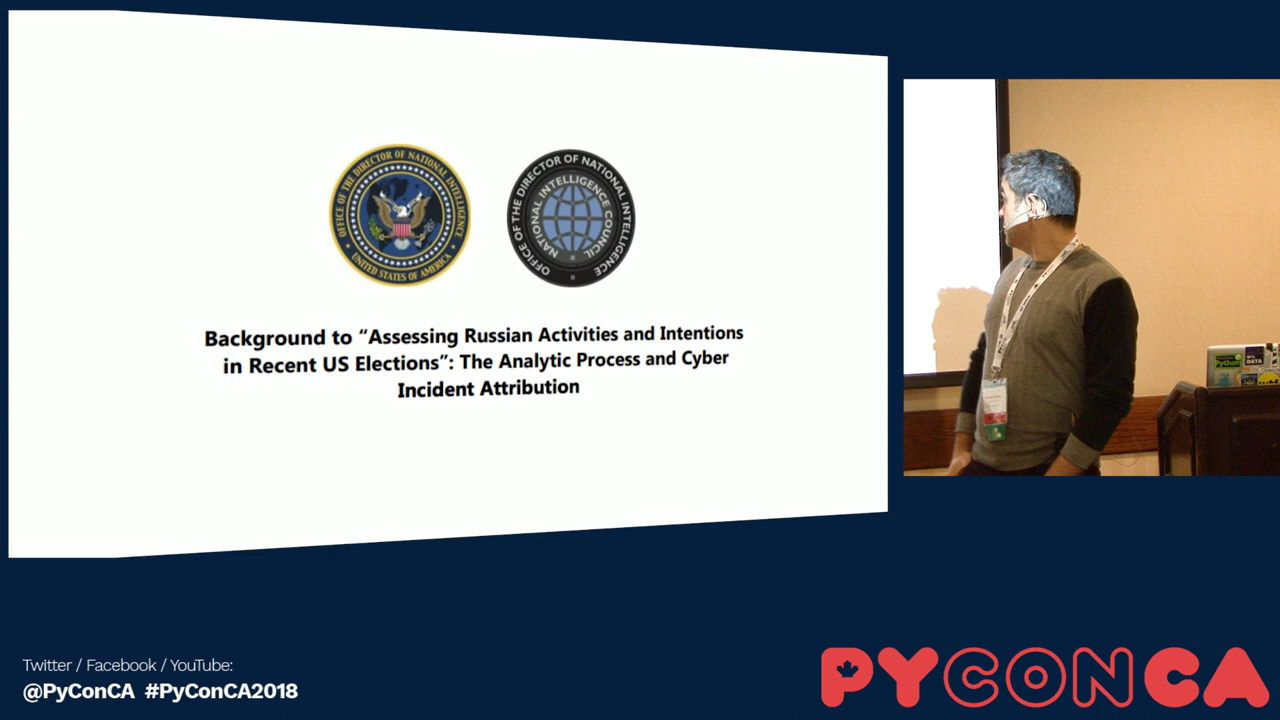 OFFICE OF THE DIRECTOR OF NATIONAL INTELLIGENCE
UNITED STATES OF AMERICA
OFFICE OF THE DIRECTOR OF NATIONAL INTELLIGENCE
NATIONAL INTELLIGENCE COUNCIL
Background to “Assessing Russian Activities and Intentions
in Recent US Elections”: The Analytic Process and Cyber
Incident Attribution
Python
DATA
Twitter / Facebook / YouTube:
@PyConCA #PyConCA2018
PYCONCA